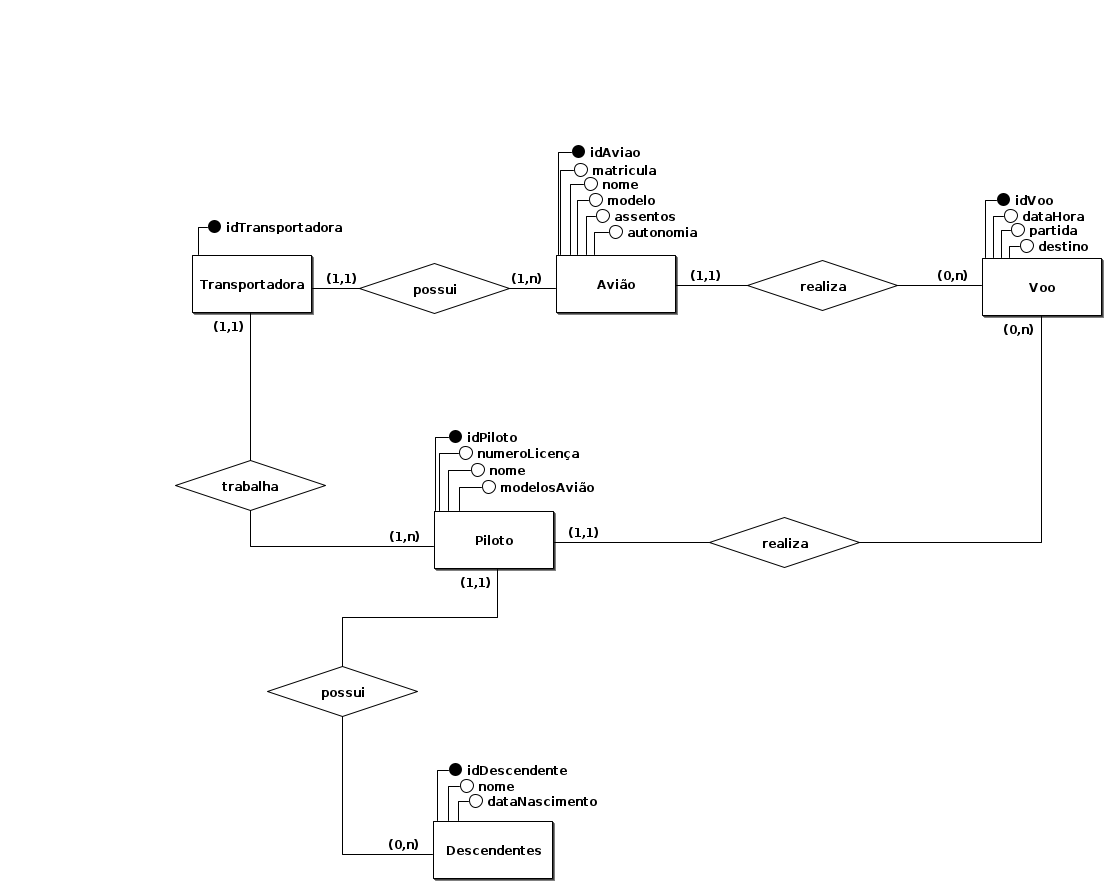 idAviao
matricula
nome
modelo
assentos
autonomia
idVoo
dataHora
partida
destino
idTransportadora
Transportadora
(1,1)
possui
(1,n)
Avião
(1,1)
realiza
(0,n)
Voo
(1,1)
(0,n)
idPiloto
numeroLicença
nome
modelosAvião
trabalha
(1,n)
Piloto
(1,1)
realiza
(1,1)
possui
idDescendente
nome
dataNascimento
(0,n)
Descendentes